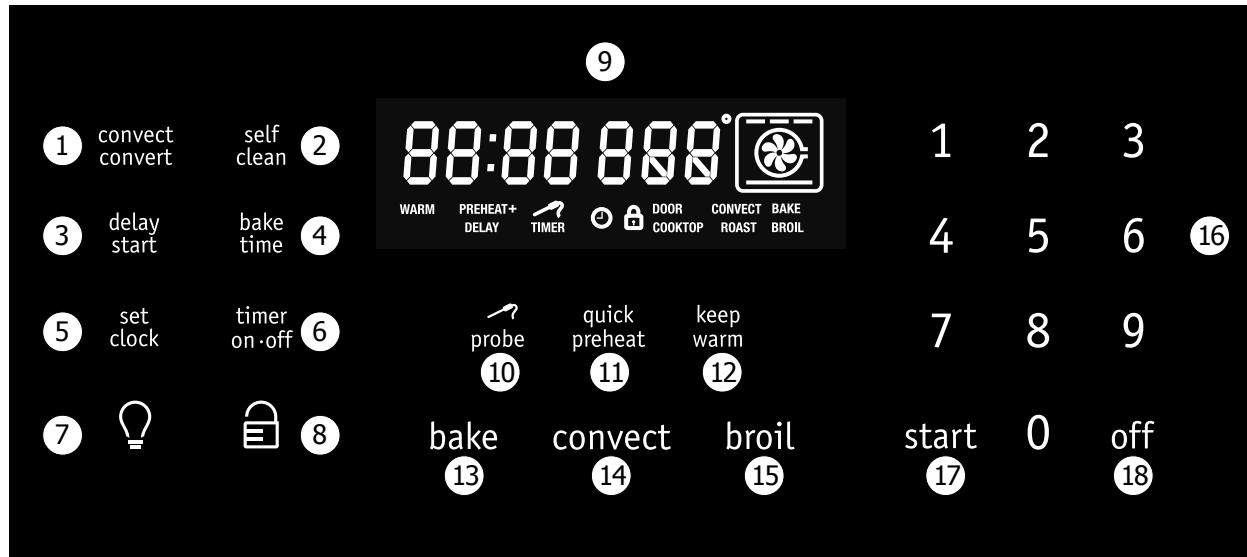 9
88:88 888°
1 convect
convert
self
clean 2
1 2 3
WARM PREHEAT+
DELAY TIMER DOOR
COOKTOP CONVECT
ROAST BAKE
BROIL
3 delay
start
bake
time 4
4 5 6 16
5 set
clock
timer
on·off 6
probe
10
quick
preheat
11
keep
warm
12
7 8 9
7 8
bake
13
convect
14
broil
15
start
17
0
off
18